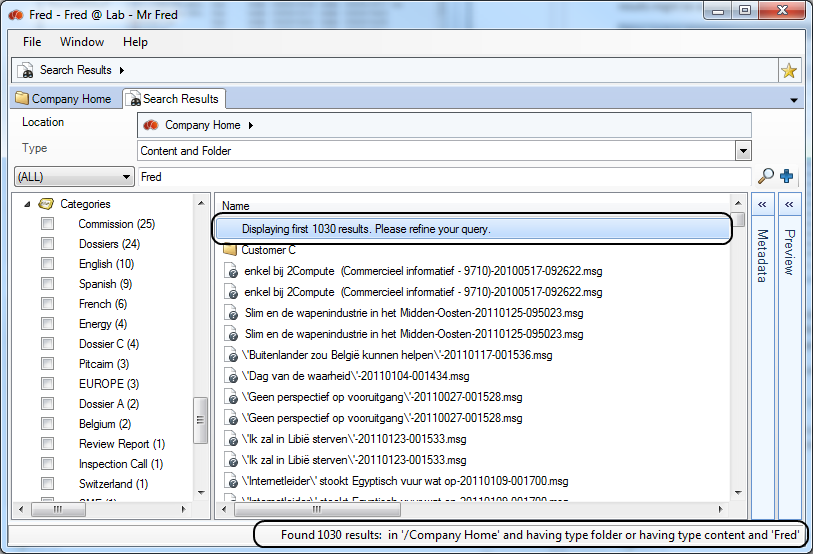 Fred - Fred @ Lab - Mr Fred
File Window Help
Search Results
Company Home Search Results
Location
Company Home
Type
Content and Folder
(ALL)
Fred
Categories
Commission (25)
Dossiers (24)
English (10)
Spanish (9)
French (6)
Energy (4)
Dossier C (4)
Pitcairn (3)
EUROPE (3)
Dossier A (2)
Belgium (2)
Review Report (1)
Inspection Call (1)
Switzerland (1)
Name
Displaying first 1030 results. Please refine your query.
Customer C
enkel bij 2Compute (Commercieel informatief - 9710)-20100517-092622.msg
enkel bij 2Compute (Commercieel informatief - 9710)-20100517-092622.msg
Slim en de wapenindustrie in het Midden-Oosten-20110125-095023.msg
Slim en de wapenindustrie in het Midden-Oosten-20110125-095023.msg
\'Buitenlander zou België kunnen helpen\'-20110117-001536.msg
\'Dag van de waarheid\'-20110104-001434.msg
\'Geen perspectief op vooruitgang\'-20110027-001528.msg
\'Geen perspectief op vooruitgang\'-20110027-001528.msg
\'Ik zal in Libië sterven\'-20110123-001533.msg
\'Ik zal in Libië sterven\'-20110123-001533.msg
\'Internetleider\' stookt Egyptisch vuur wat op-20110109-001700.msg
\'Internetleider\' stookt Egyptisch vuur wat op-20110109-001700.msg
Metadata
Preview
Found 1030 results: in '/Company Home' and having type folder or having type content and 'Fred'